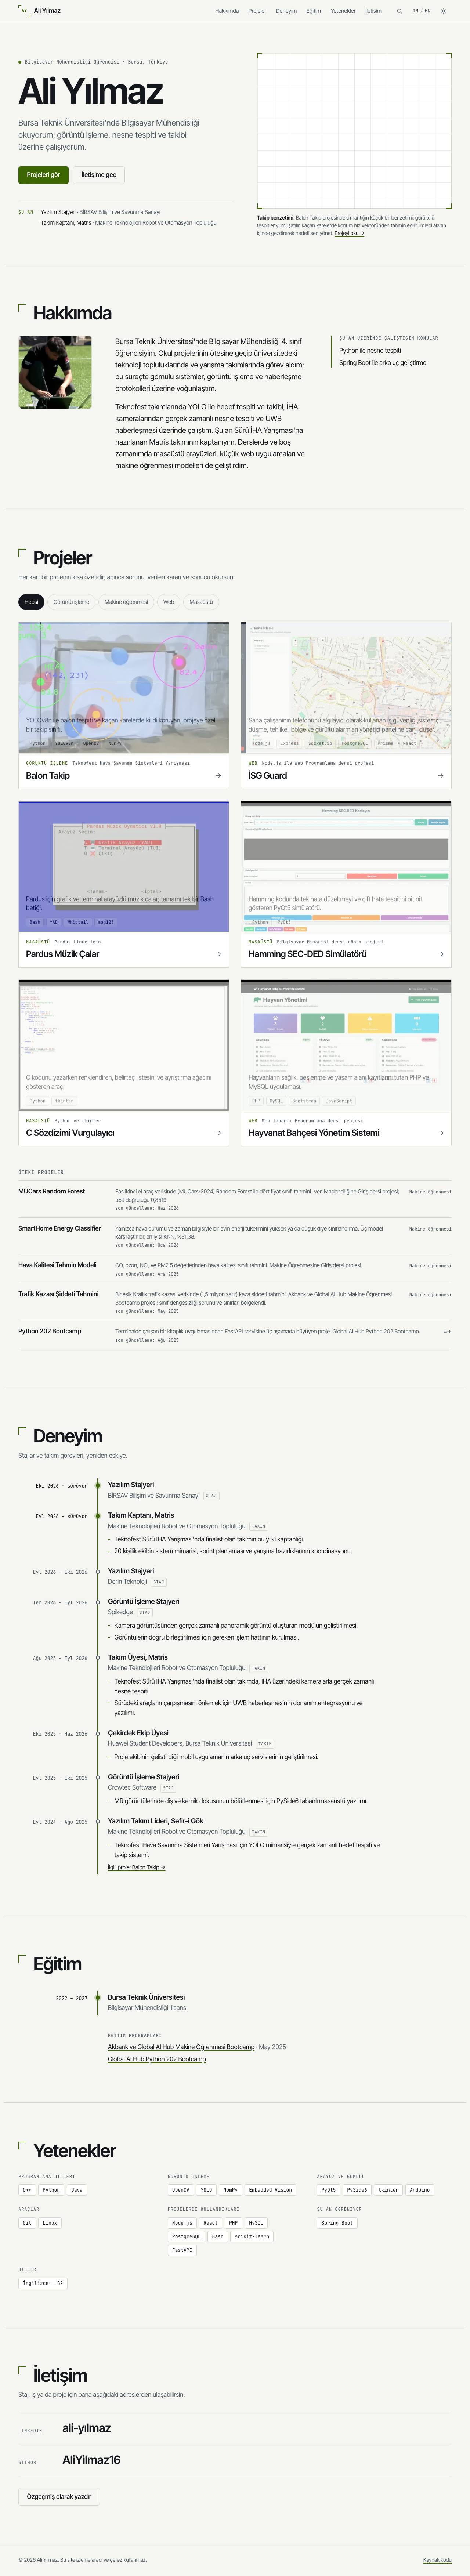 AY Ali Yılmaz Hakkımda Projeler Deneyim Eğitim Yetenekler İletişim TR / EN
Bilgisayar Mühendisliği Öğrencisi · Bursa, Türkiye
Ali Yılmaz
Bursa Teknik Üniversitesi'nde Bilgisayar Mühendisliği
okuyorum; görüntü işleme, nesne tespiti ve takibi
üzerine çalışıyorum.
Projeleri gör İletişime geç
ŞU AN Yazılım Stajyeri · BİRSAV Bilişim ve Savunma Sanayi
Takım Kaptanı, Matris · Makine Teknolojileri Robot ve Otomasyon Topluluğu
Takip benzetimi. Balon Takip projesindeki mantığın küçük bir benzetimi: gürültülü
tespitler yumuşatılır, kaçan karelerde konum hız vektöründen tahmin edilir. İmleci alanın
içinde gezdirerek hedefi sen yönet. Projeyi oku →
Hakkımda
Bursa Teknik Üniversitesi'nde Bilgisayar Mühendisliği 4. sınıf
öğrencisiyim. Okul projelerinin ötesine geçip üniversitedeki
teknoloji topluluklarında ve yarışma takımlarında görev aldım;
bu süreçte gömülü sistemler, görüntü işleme ve haberleşme
protokolleri üzerine yoğunlaştım.
Teknofest takımlarında YOLO ile hedef tespiti ve takibi, İHA
kameralarından gerçek zamanlı nesne tespiti ve UWB
haberleşmesi üzerinde çalıştım. Şu an Sürü İHA Yarışması'na
hazırlanan Matris takımının kaptanıyım. Derslerde ve boş
zamanımda masaüstü arayüzleri, küçük web uygulamaları ve
makine öğrenmesi modelleri de geliştirdim.
ŞU AN ÜZERİNDE ÇALIŞTIĞIM KONULAR
Python ile nesne tespiti
Spring Boot ile arka uç geliştirme
Projeler
Her kart bir projenin kısa özetidir; açınca sorunu, verilen kararı ve sonucu okursun.
Hepsi Görüntü işleme Makine öğrenmesi Web Masaüstü
YOLOv8n ile balon tespiti ve kaçan karelerde kilidi koruyan, projeye özel
bir takip sınıfı.
Python YOLOv8n OpenCV NumPy
GÖRÜNTÜ İŞLEME Teknofest Hava Savunma Sistemleri Yarışması
Balon Takip →
Saha çalışanının telefonunu algılayıcı olarak kullanan iş güvenliği sistemi;
düşme, tehlikeli bölge ve gürültü alarmları yönetici paneline canlı düşer.
Node.js Express Socket.io PostgreSQL Prisma React
WEB Node.js ile Web Programlama dersi projesi
İSG Guard →
Pardus için grafik ve terminal arayüzlü müzik çalar; tamamı tek bir Bash
betiği.
Bash YAD Whiptail mpg123
MASAÜSTÜ Pardus Linux için
Pardus Müzik Çalar →
Hamming kodunda tek hata düzeltmeyi ve çift hata tespitini bit bit
gösteren PyQt5 simülatörü.
Python PyQt5
MASAÜSTÜ Bilgisayar Mimarisi dersi dönem projesi
Hamming SEC-DED Simülatörü →
C kodunu yazarken renklendiren, belirteç listesini ve ayrıştırma ağacını
gösteren araç.
Python tkinter
MASAÜSTÜ Python ve tkinter
C Sözdizimi Vurgulayıcı →
Hayvan Yönetimi
Hayvanların sağlık, beslenme ve yaşam alanı kayıtlarını tutan PHP ve
MySQL uygulaması.
PHP MySQL Bootstrap JavaScript
WEB Web Tabanlı Programlama dersi projesi
Hayvanat Bahçesi Yönetim Sistemi →
ÖTEKİ PROJELER
MUCars Random Forest Fas ikinci el araç verisinde (MUCars-2024) Random Forest ile dört fiyat sınıfı tahmini. Veri Madenciliğine Giriş dersi projesi; Makine öğrenmesi
test doğruluğu 0,8519.
son güncelleme: Haz 2026
SmartHome Energy Classifier Yalnızca hava durumu ve zaman bilgisiyle bir evin enerji tüketimini yüksek ya da düşük diye sınıflandırma. Üç model Makine öğrenmesi
karşılaştırıldı; en iyisi KNN, %81,38.
son güncelleme: Oca 2026
Hava Kalitesi Tahmin Modeli CO, ozon, NO₂ ve PM2.5 değerlerinden hava kalitesi sınıfı tahmini. Makine Öğrenmesine Giriş dersi projesi. Makine öğrenmesi
son güncelleme: Ara 2025
Trafik Kazası Şiddeti Tahmini Birleşik Krallık trafik kazası verisinde (1,5 milyon satır) kaza şiddeti tahmini. Akbank ve Global AI Hub Makine Öğrenmesi Makine öğrenmesi
Bootcamp projesi; sınıf dengesizliği sorunu ve sınırları belgelendi.
son güncelleme: May 2025
Python 202 Bootcamp Terminalde çalışan bir kitaplık uygulamasından FastAPI servisine üç aşamada büyüyen proje. Global AI Hub Python 202 Bootcamp. Web
son güncelleme: Ağu 2025
Deneyim
Stajlar ve takım görevleri, yeniden eskiye.
Eki 2026 – sürüyor Yazılım Stajyeri
BİRSAV Bilişim ve Savunma Sanayi STAJ
Eyl 2026 – sürüyor Takım Kaptanı, Matris
Makine Teknolojileri Robot ve Otomasyon Topluluğu TAKIM
– Teknofest Sürü İHA Yarışması'nda finalist olan takımın bu yılki kaptanlığı.
– 20 kişilik ekibin sistem mimarisi, sprint planlaması ve yarışma hazırlıklarının koordinasyonu.
Eyl 2026 – Eki 2026 Yazılım Stajyeri
Derin Teknoloji STAJ
Tem 2026 – Eyl 2026 Görüntü İşleme Stajyeri
Spikedge STAJ
– Kamera görüntüsünden gerçek zamanlı panoramik görüntü oluşturan modülün geliştirilmesi.
– Görüntülerin doğru birleştirilmesi için gereken işlem hattının kurulması.
Ağu 2025 – Eyl 2026 Takım Üyesi, Matris
Makine Teknolojileri Robot ve Otomasyon Topluluğu TAKIM
– Teknofest Sürü İHA Yarışması'nda finalist olan takımda, İHA üzerindeki kameralarla gerçek zamanlı
nesne tespiti.
– Sürüdeki araçların çarpışmasını önlemek için UWB haberleşmesinin donanım entegrasyonu ve
yazılımı.
Eki 2025 – Haz 2026 Çekirdek Ekip Üyesi
Huawei Student Developers, Bursa Teknik Üniversitesi TAKIM
– Proje ekibinin geliştirdiği mobil uygulamanın arka uç servislerinin geliştirilmesi.
Eyl 2025 – Eki 2025 Görüntü İşleme Stajyeri
Crowtec Software STAJ
– MR görüntülerinde diş ve kemik dokusunun bölütlenmesi için PySide6 tabanlı masaüstü yazılımı.
Eyl 2024 – Ağu 2025 Yazılım Takım Lideri, Sefir-i Gök
Makine Teknolojileri Robot ve Otomasyon Topluluğu TAKIM
– Teknofest Hava Savunma Sistemleri Yarışması için YOLO mimarisiyle gerçek zamanlı hedef tespiti ve
takip sistemi.
İlgili proje: Balon Takip →
Eğitim
2022 – 2027 Bursa Teknik Üniversitesi
Bilgisayar Mühendisliği, lisans
EĞİTİM PROGRAMLARI
Akbank ve Global AI Hub Makine Öğrenmesi Bootcamp · May 2025
Global AI Hub Python 202 Bootcamp
Yetenekler
PROGRAMLAMA DİLLERİ
C++ Python Java
GÖRÜNTÜ İŞLEME
OpenCV YOLO NumPy Embedded Vision
ARAYÜZ VE GÖMÜLÜ
PyQt5 PySide6 tkinter Arduino
ARAÇLAR
Git Linux
PROJELERDE KULLANDIKLARI
Node.js React PHP MySQL
PostgreSQL Bash scikit-learn
FastAPI
ŞU AN ÖĞRENİYOR
Spring Boot
DİLLER
İngilizce · B2
İletişim
Staj, iş ya da proje için bana aşağıdaki adreslerden ulaşabilirsin.
LINKEDIN ali-yılmaz
GITHUB AliYilmaz16
Özgeçmiş olarak yazdır
© 2026 Ali Yılmaz. Bu site izleme aracı ve çerez kullanmaz. Kaynak kodu